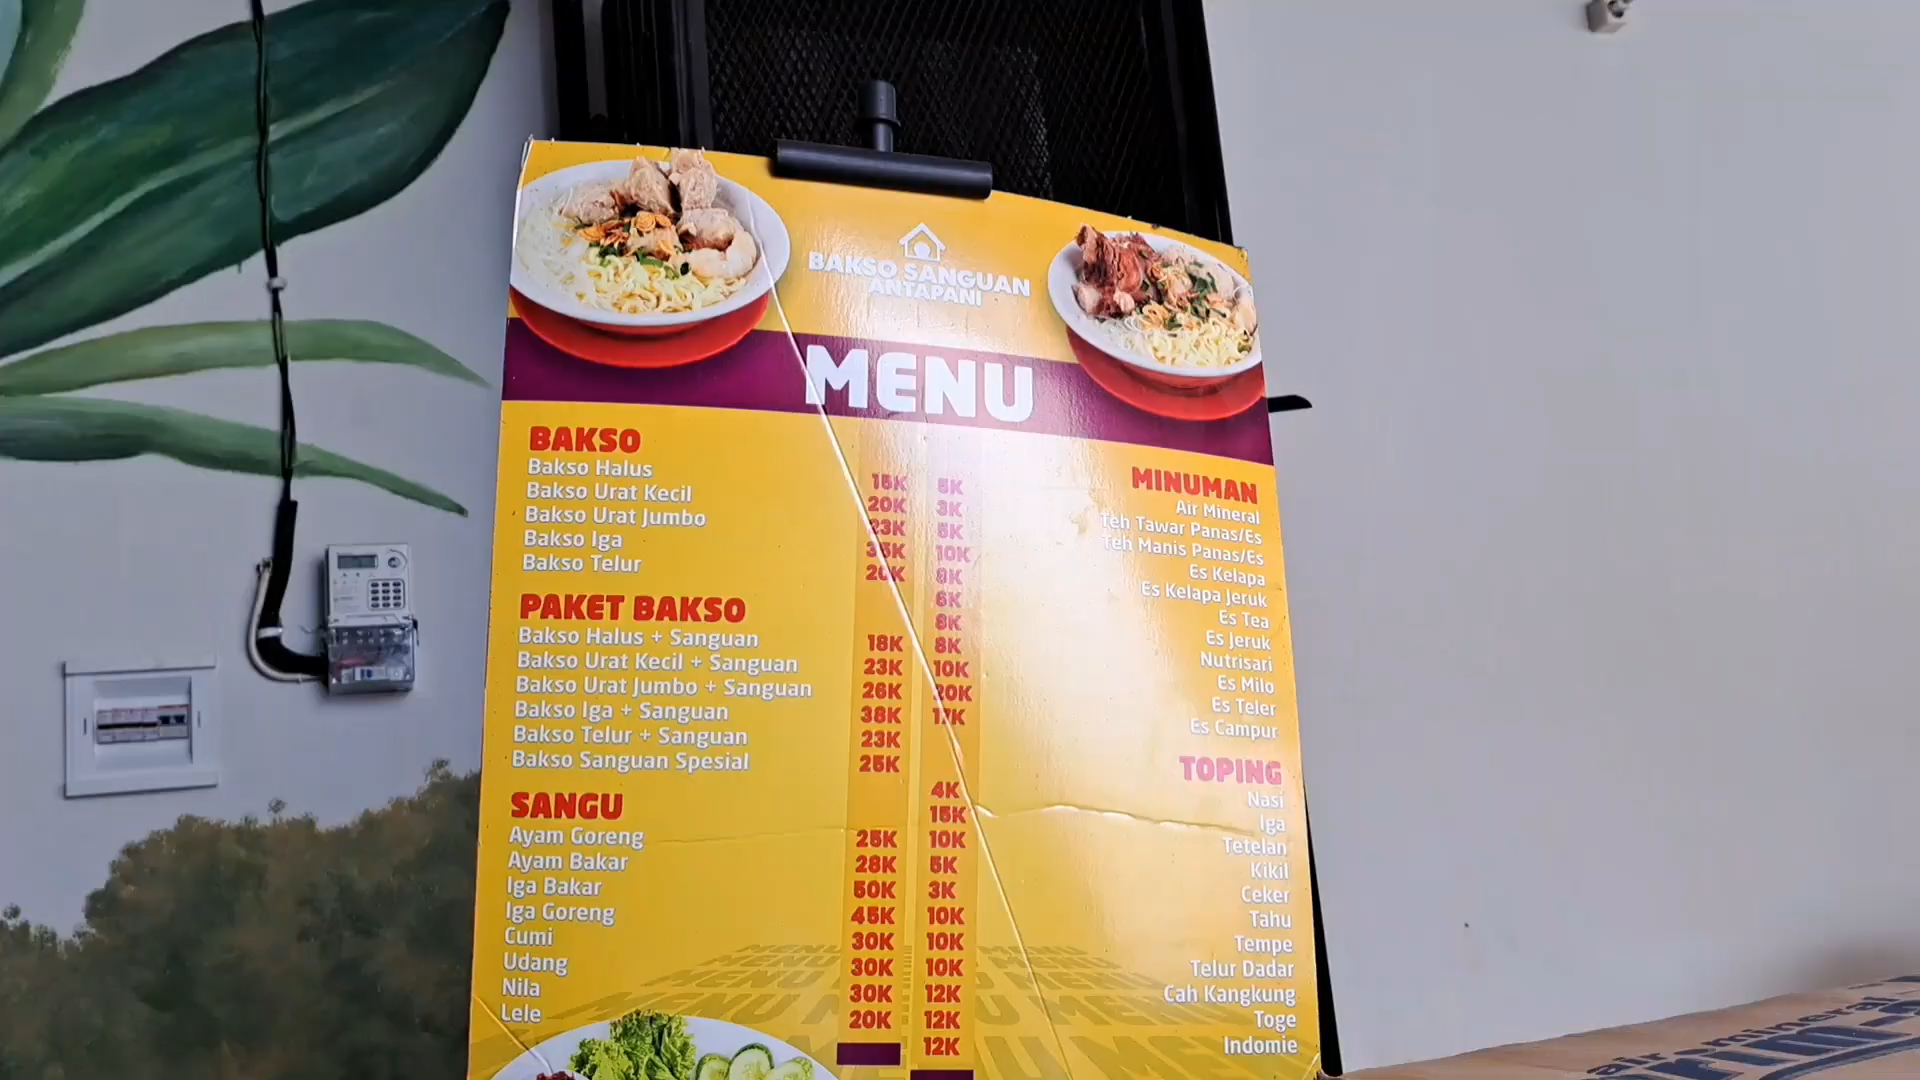 BAKSO SANGUAN
ANTAPANI
MENU
BAKSO
Bakso Halus 15K
Bakso Urat Kecil 20K
Bakso Urat Jumbo 23K
Bakso Iga 35K
Bakso Telur 20K
PAKET BAKSO
Bakso Halus + Sanguan 18K
Bakso Urat Kecil + Sanguan 23K
Bakso Urat Jumbo + Sanguan 26K
Bakso Iga + Sanguan 38K
Bakso Telur + Sanguan 23K
Bakso Sanguan Spesial 25K
SANGU
Ayam Goreng 25K
Ayam Bakar 28K
Iga Bakar 50K
Iga Goreng 45K
Cumi 30K
Udang 30K
Nila 30K
Lele 20K
MINUMAN
5K Air Mineral
3K Teh Tawar Panas/Es
5K Teh Manis Panas/Es
10K Es Kelapa
8K Es Kelapa Jeruk
6K Es Tea
8K Es Jeruk
8K Nutrisari
10K Es Milo
20K Es Teler
17K Es Campur
TOPING
4K Nasi
15K Iga
10K Tetelan
5K Kikil
3K Ceker
10K Tahu
10K Tempe
10K Telur Dadar
12K Cah Kangkung
12K Toge
12K Indomie
air mineral